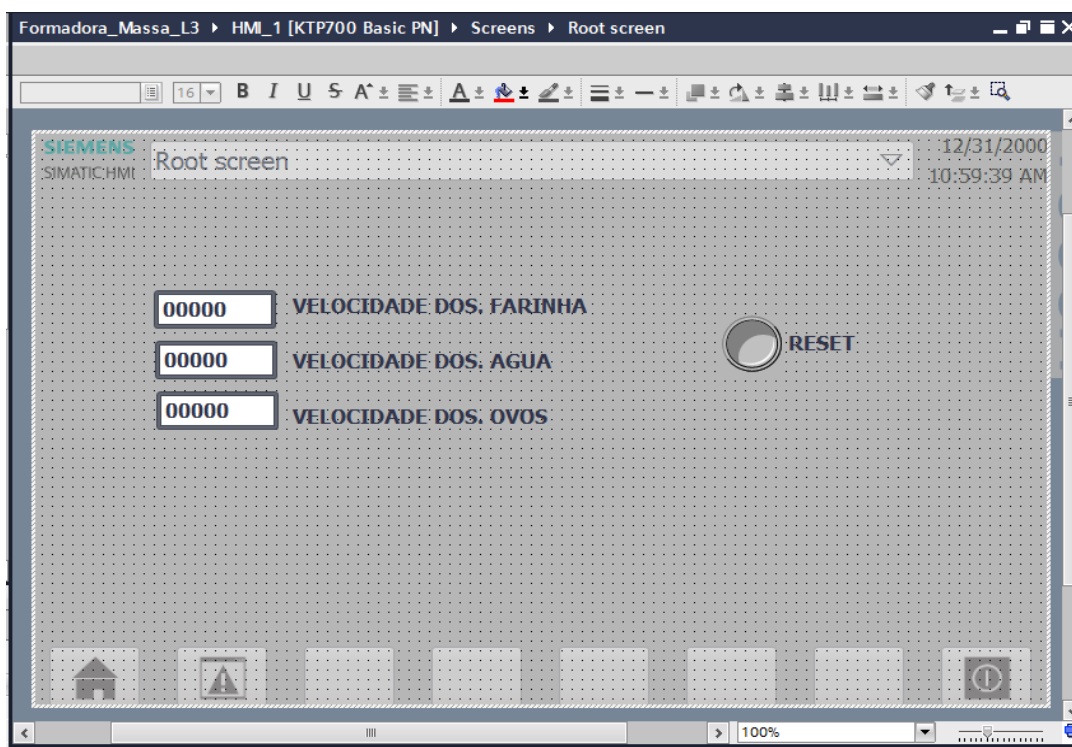 Formadora_Massa_L3 HMI_1 [KTP700 Basic PN] Screens Root screen
16 B I U S A A
SIEMENS
SIMATIC HMI
Root screen
12/31/2000
10:59:39 AM
00000 VELOCIDADE DOS. FARINHA
00000 VELOCIDADE DOS. AGUA
00000 VELOCIDADE DOS. OVOS
RESET
100%